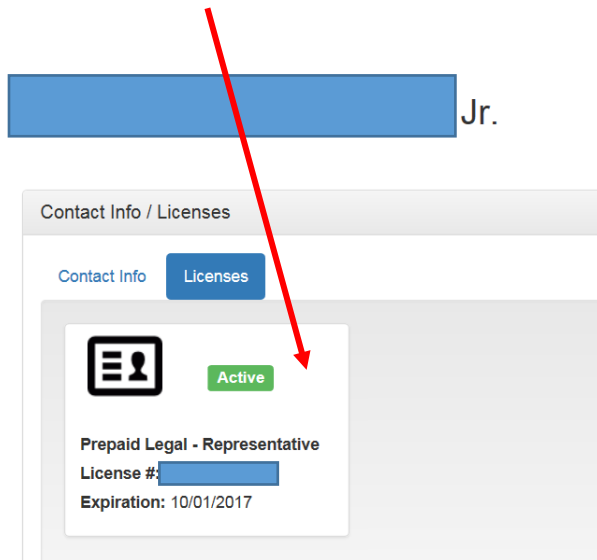 Jr.
Contact Info / Licenses
Contact Info Licenses
Active
Prepaid Legal - Representative
License #:
Expiration: 10/01/2017